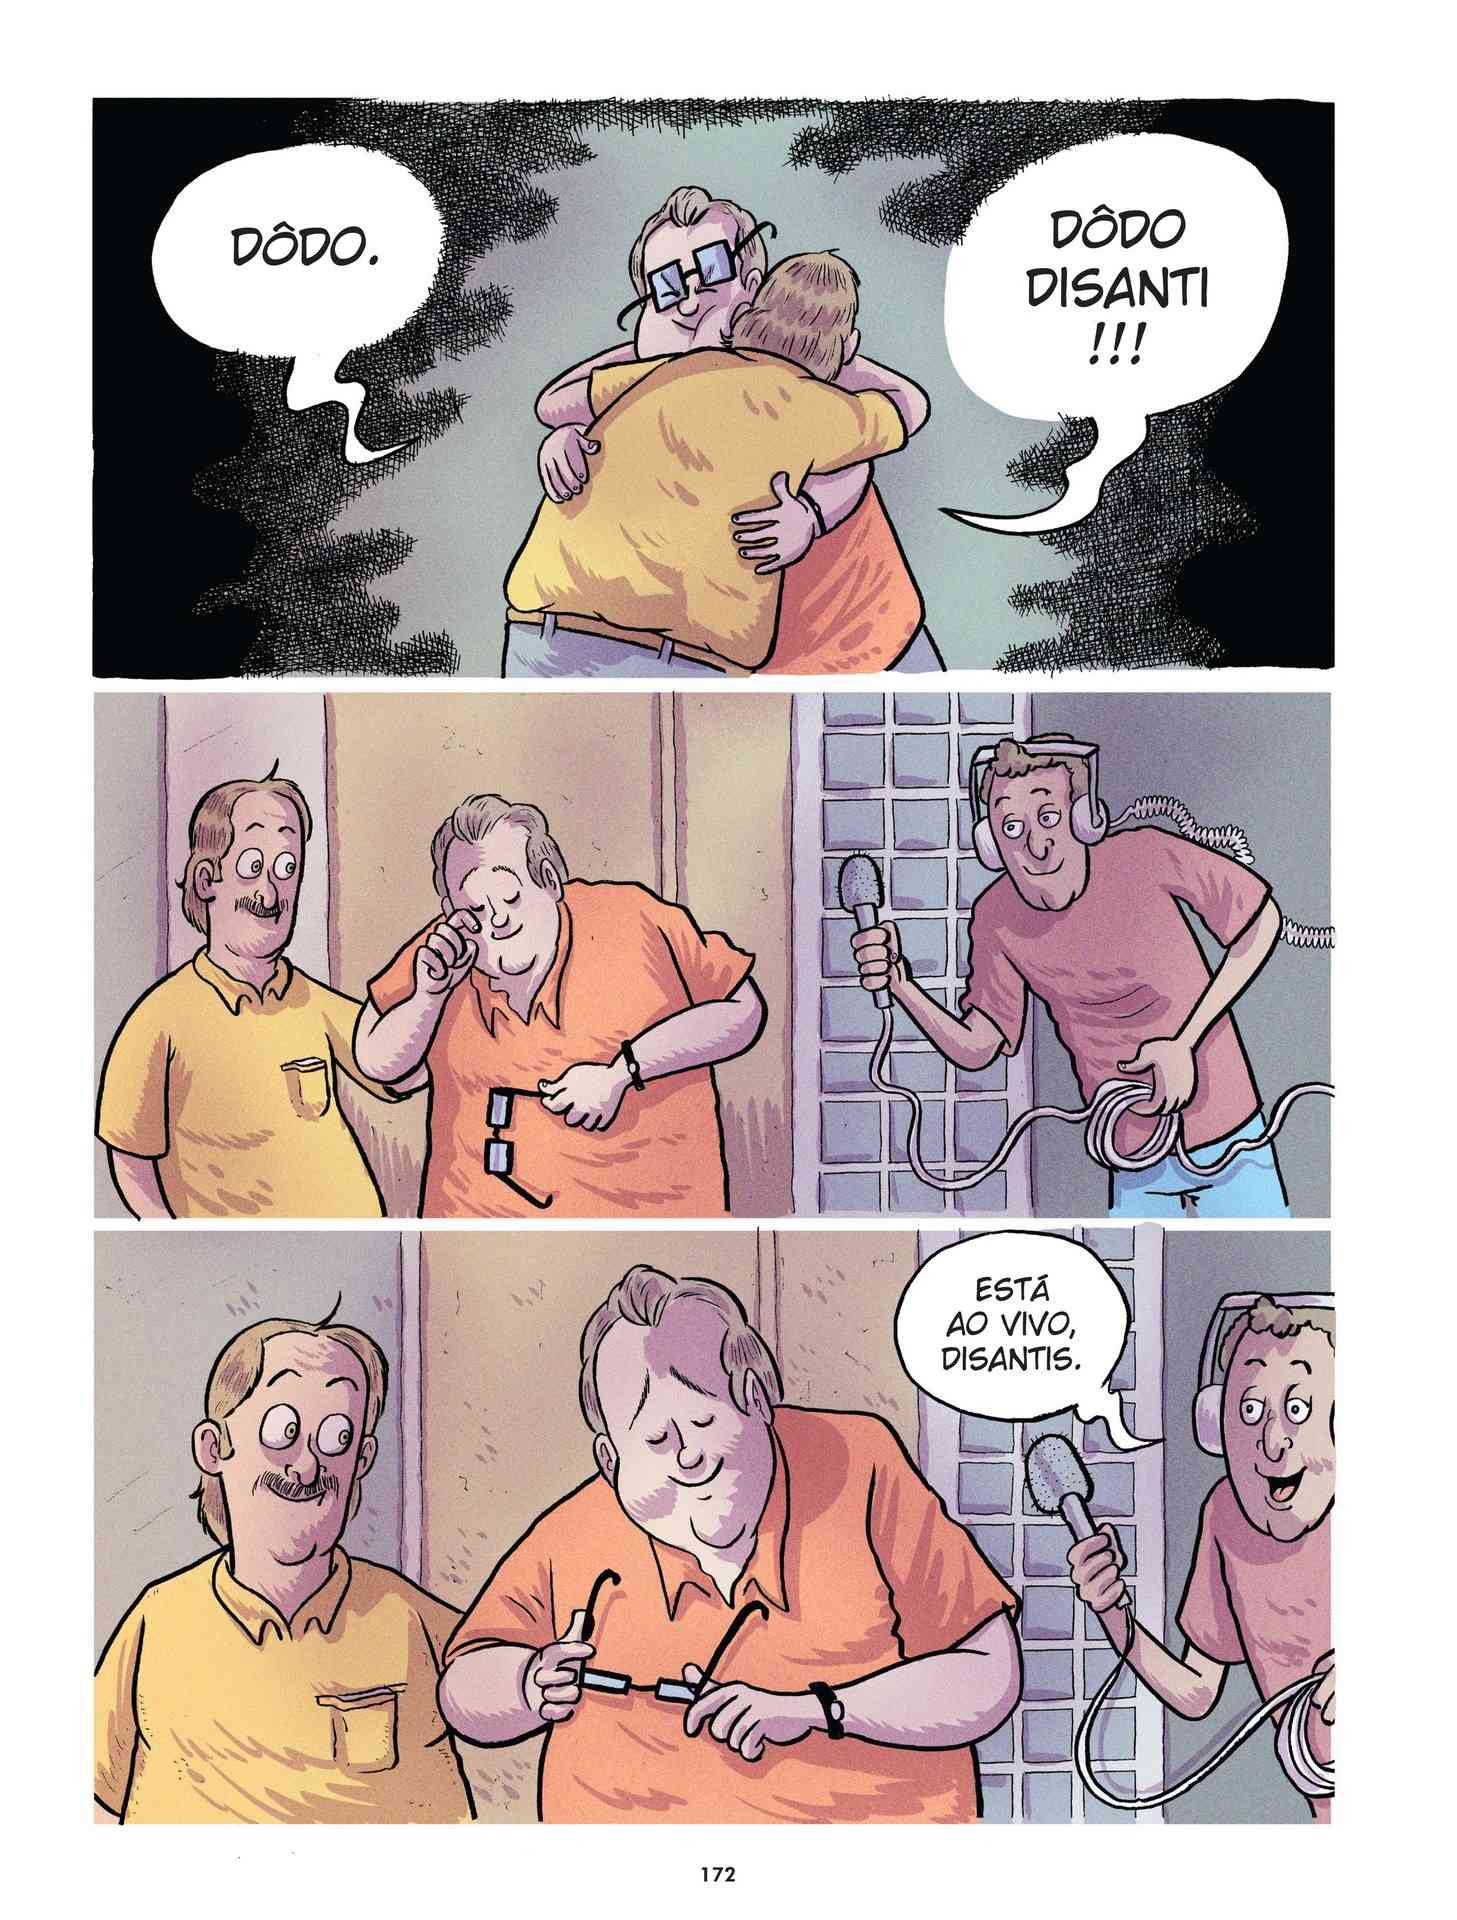 DÔDO.
DÔDO
DISANTI
!!!
ESTÁ
AO VIVO,
DISANTIS.
172